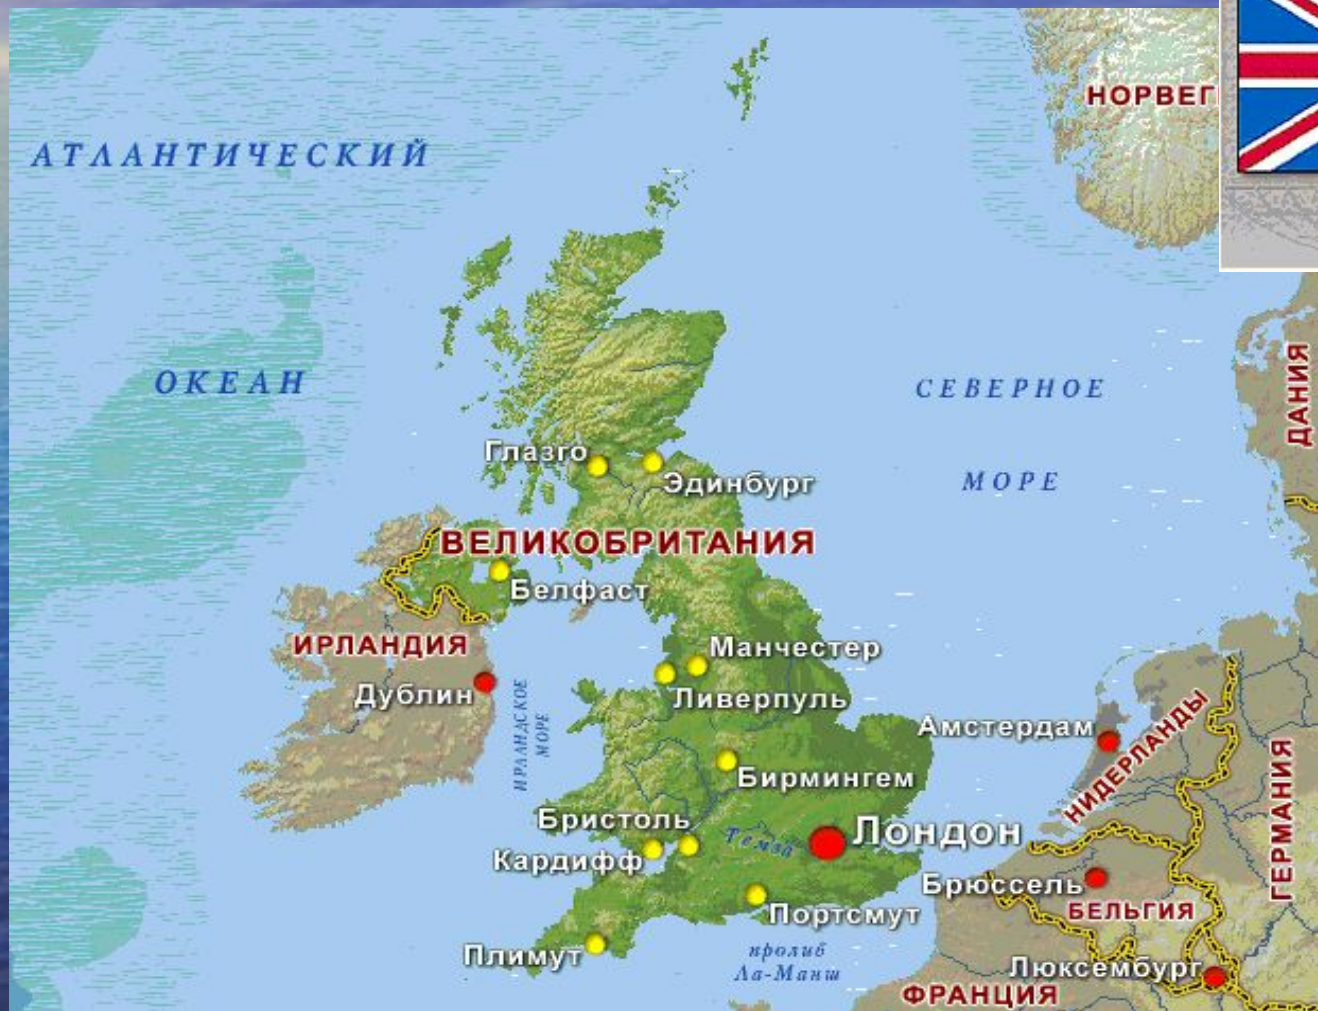 НОРВЕГ
АТЛАНТИЧЕСКИЙ
ОКЕАН
СЕВЕРНОЕ
МОРЕ
ДАНИЯ
Глазго
Эдинбург
ВЕЛИКОБРИТАНИЯ
Белфаст
ИРЛАНДИЯ
Дублин
ИРЛАНДСКОЕ
МОРЕ
Манчестер
Ливерпуль
Амстердам
НИДЕРЛАНДЫ
ГЕРМАНИЯ
Бирмингем
Бристоль
Кардифф
Темза
Лондон
Брюссель
БЕЛЬГИЯ
Портсмут
Плимут
пролив
Ла-Манш
Люксембург
ФРАНЦИЯ